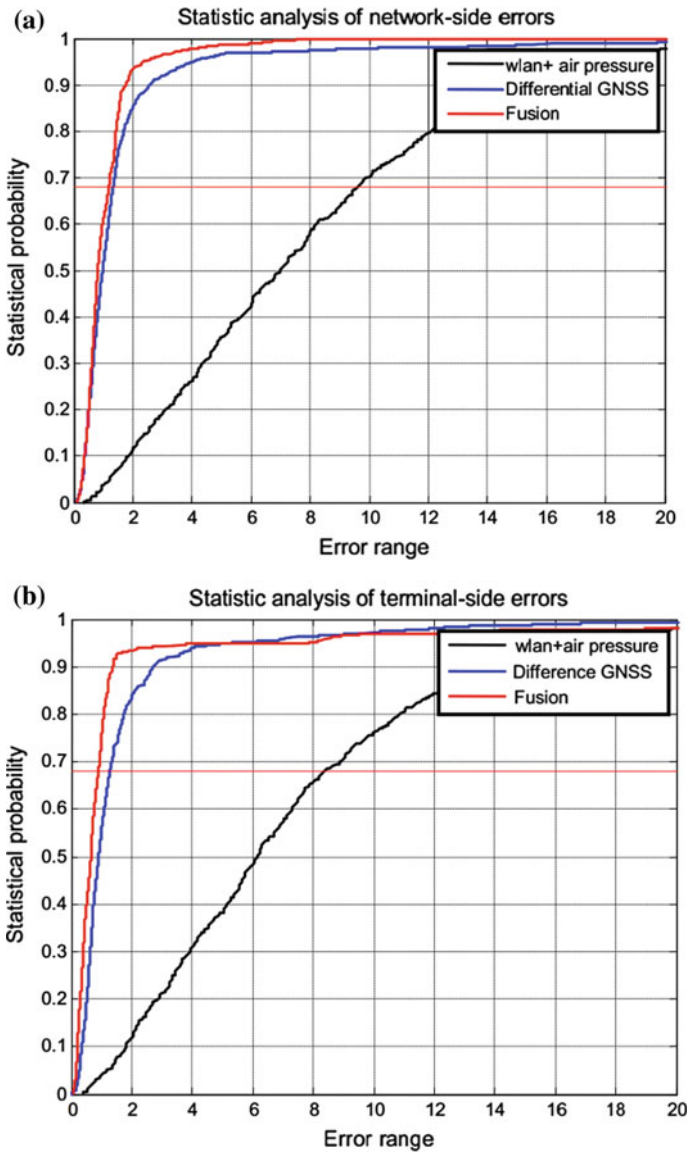 (a)
Statistic analysis of network-side errors
1
0.9
0.8
0.7
0.6
0.5
0.4
0.3
0.2
0.1
0
Statistical probability
wlan+ air pressure
Differential GNSS
Fusion
0 2 4 6 8 10 12 14 16 18 20
Error range
(b)
Statistic analysis of terminal-side errors
1
0.9
0.8
0.7
0.6
0.5
0.4
0.3
0.2
0.1
0
Statistical probability
wlan+air pressure
Difference GNSS
Fusion
0 2 4 6 8 10 12 14 16 18 20
Error range